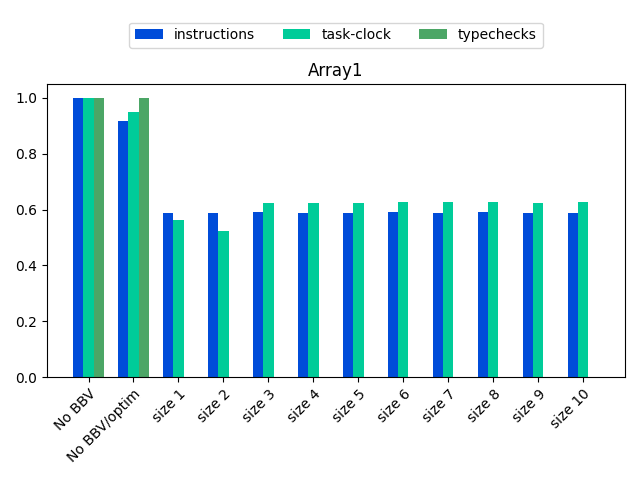 instructions task-clock typechecks
Array1
1.0
0.8
0.6
0.4
0.2
0.0
No BBV
No BBV/optim
size 1
size 2
size 3
size 4
size 5
size 6
size 7
size 8
size 9
size 10